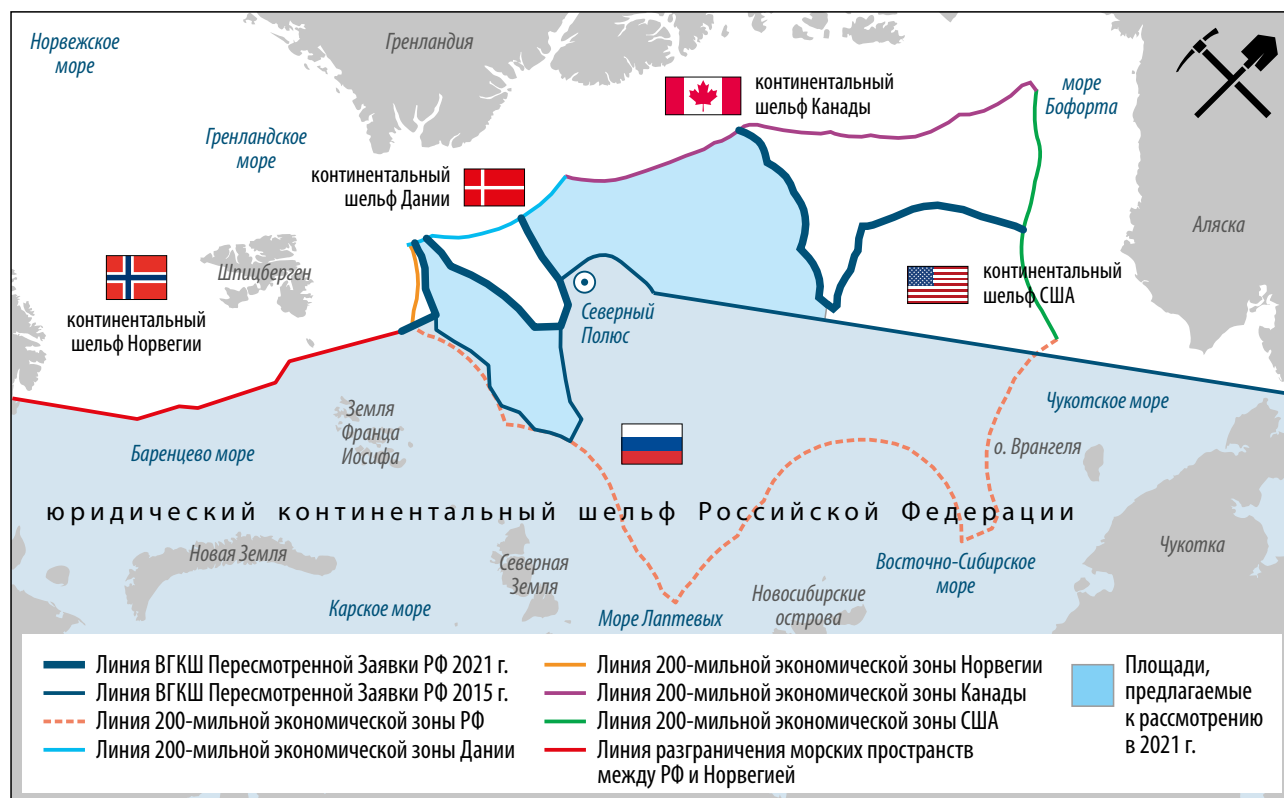 Норвежское
море
Гренландия
континентальный
шельф Канады
море
Бофорта
Гренландское
море
континентальный
шельф Дании
Аляска
Шпицберген
континентальный
шельф США
континентальный
шельф Норвегии
Северный
Полюс
Земля
Франца
Иосифа
Чукотское море
Баренцево море
о. Врангеля
юридический континентальный шельф Российской Федерации
Новая Земля
Северная
Земля
Восточно-Сибирское
море
Чукотка
Карское море
Море Лаптевых
Новосибирские
острова
Линия ВГКШ Пересмотренной Заявки РФ 2021 г.
Линия ВГКШ Пересмотренной Заявки РФ 2015 г.
Линия 200-мильной экономической зоны РФ
Линия 200-мильной экономической зоны Дании
Линия 200-мильной экономической зоны Норвегии
Линия 200-мильной экономической зоны Канады
Линия 200-мильной экономической зоны США
Линия разграничения морских пространств
между РФ и Норвегией
Площади,
предлагаемые
к рассмотрению
в 2021 г.